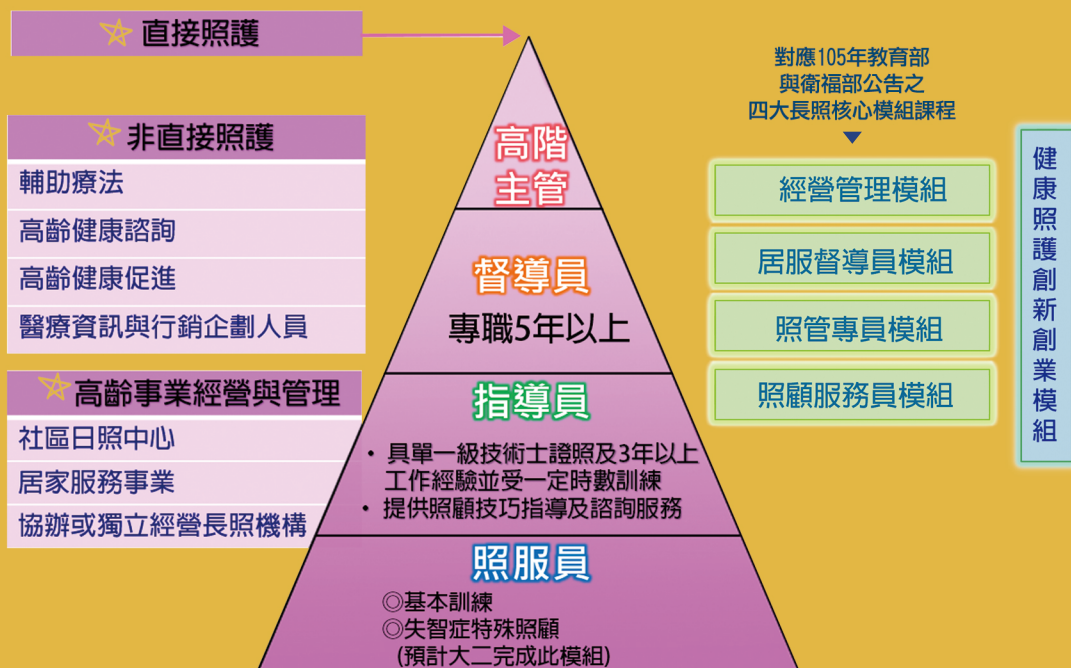 直接照護
非直接照護
輔助療法
高齡健康諮詢
高齡健康促進
醫療資訊與行銷企劃人員
高齡事業經營與管理
社區日照中心
居家服務事業
協辦或獨立經營長照機構
高階
主管
督導員
專職5年以上
指導員
• 具單一級技術士證照及3年以上
工作經驗並受一定時數訓練
• 提供照顧技巧指導及諮詢服務
照服員
◎基本訓練
◎失智症特殊照顧
(預計大二完成此模組)
對應105年教育部
與衛福部公告之
四大長照核心模組課程
經營管理模組
居服督導員模組
照管專員模組
照顧服務員模組
健康照護創新創業模組